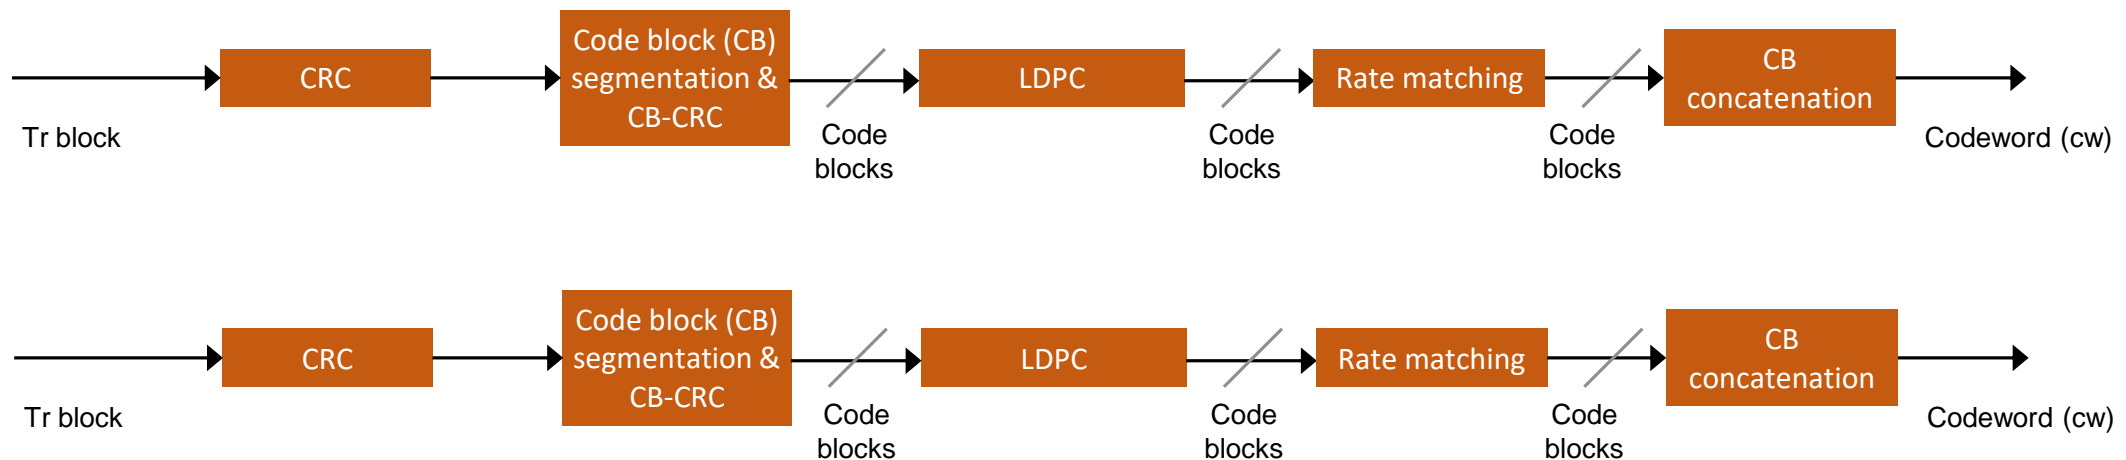 CRC
Code block (CB)
segmentation &
CB-CRC
LDPC
Rate matching
CB
concatenation
Tr block
Code
blocks
Code
blocks
Code
blocks
Codeword (cw)
CRC
Code block (CB)
segmentation &
CB-CRC
LDPC
Rate matching
CB
concatenation
Tr block
Code
blocks
Code
blocks
Code
blocks
Codeword (cw)